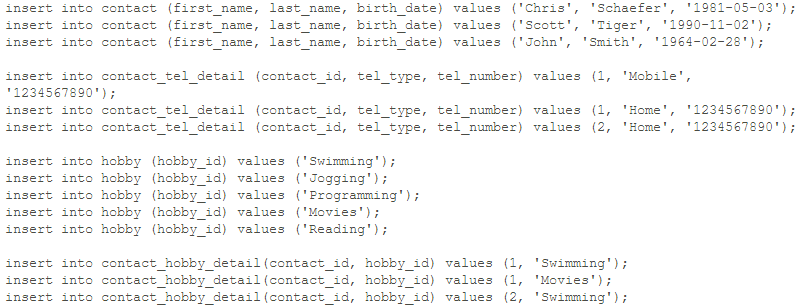 insert into contact (first_name, last_name, birth_date) values ('Chris', 'Schaefer', '1981-05-03');
insert into contact (first_name, last_name, birth_date) values ('Scott', 'Tiger', '1990-11-02');
insert into contact (first_name, last_name, birth_date) values ('John', 'Smith', '1964-02-28');
insert into contact_tel_detail (contact_id, tel_type, tel_number) values (1, 'Mobile',
'1234567890');
insert into contact_tel_detail (contact_id, tel_type, tel_number) values (1, 'Home', '1234567890');
insert into contact_tel_detail (contact_id, tel_type, tel_number) values (2, 'Home', '1234567890');
insert into hobby (hobby_id) values ('Swimming');
insert into hobby (hobby_id) values ('Jogging');
insert into hobby (hobby_id) values ('Programming');
insert into hobby (hobby_id) values ('Movies');
insert into hobby (hobby_id) values ('Reading');
insert into contact_hobby_detail(contact_id, hobby_id) values (1, 'Swimming');
insert into contact_hobby_detail(contact_id, hobby_id) values (1, 'Movies');
insert into contact_hobby_detail(contact_id, hobby_id) values (2, 'Swimming');